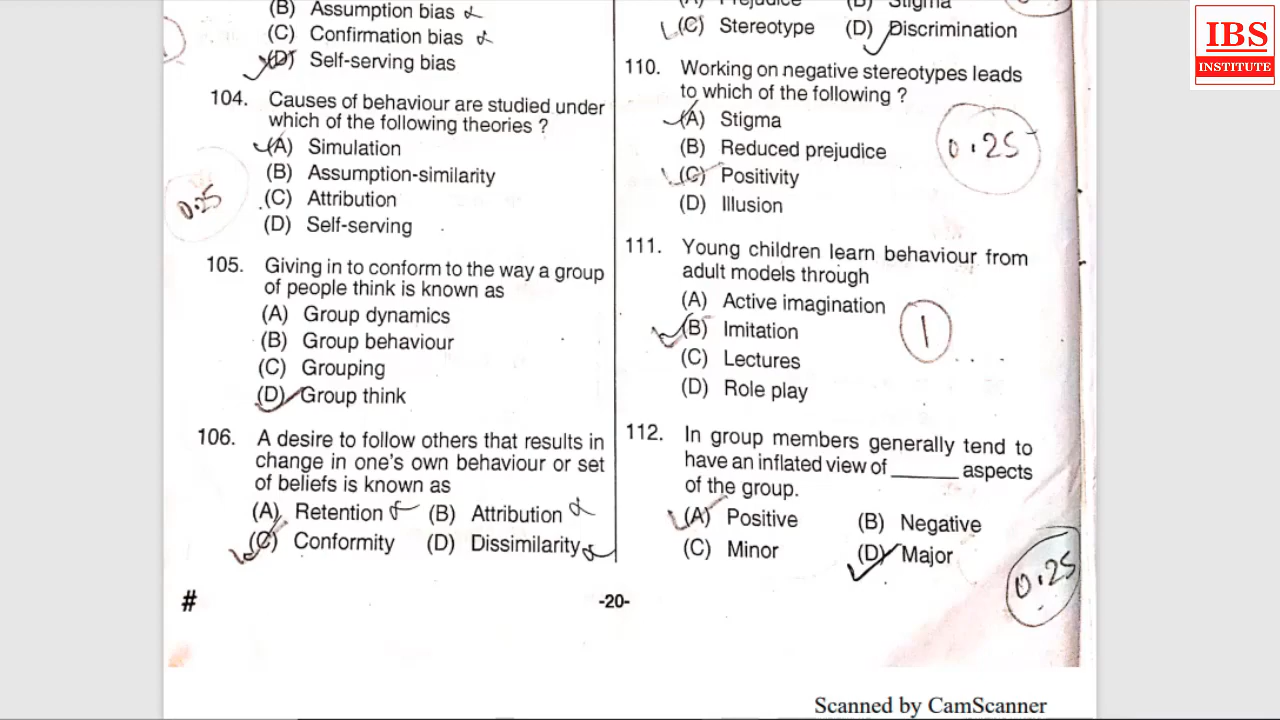 (B) Assumption bias
(C) Confirmation bias
(D) Self-serving bias
104. Causes of behaviour are studied under
which of the following theories ?
(A) Simulation
(B) Assumption-similarity
0.25
(C) Attribution
(D) Self-serving
105. Giving in to conform to the way a group
of people think is known as
(A) Group dynamics
(B) Group behaviour
(C) Grouping
(D) Group think
106. A desire to follow others that results in
change in one's own behaviour or set
of beliefs is known as
(A) Retention (B) Attribution
(C) Conformity (D) Dissimilarity
(C) Stereotype (D) Discrimination
110. Working on negative stereotypes leads
to which of the following ?
(A) Stigma
(B) Reduced prejudice
0.25
(C) Positivity
(D) Illusion
111. Young children learn behaviour from
adult models through
(A) Active imagination
(B) Imitation
1
(C) Lectures
(D) Role play
112. In group members generally tend to
have an inflated view of ______ aspects
of the group.
(A) Positive (B) Negative
(C) Minor (D) Major
0.25
#
-20-
IBS
INSTITUTE
Scanned by CamScanner